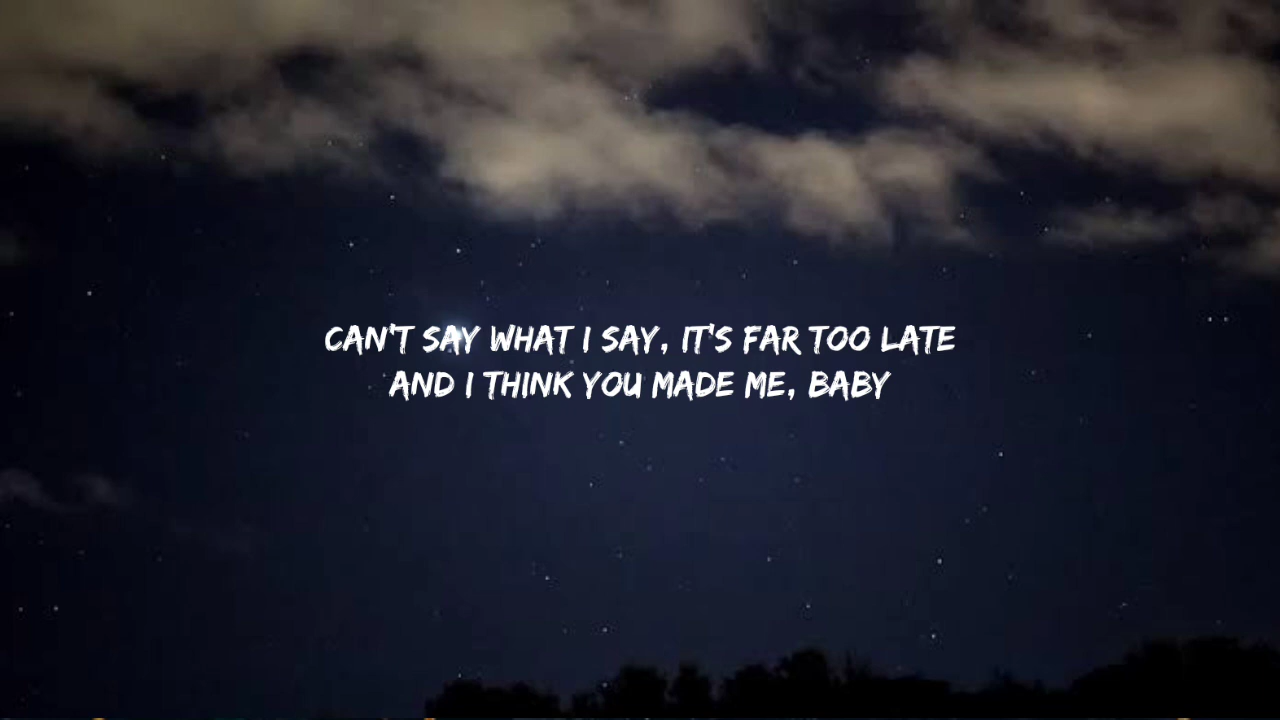 CAN'T SAY WHAT I SAY, IT'S FAR TOO LATE
AND I THINK YOU MADE ME, BABY